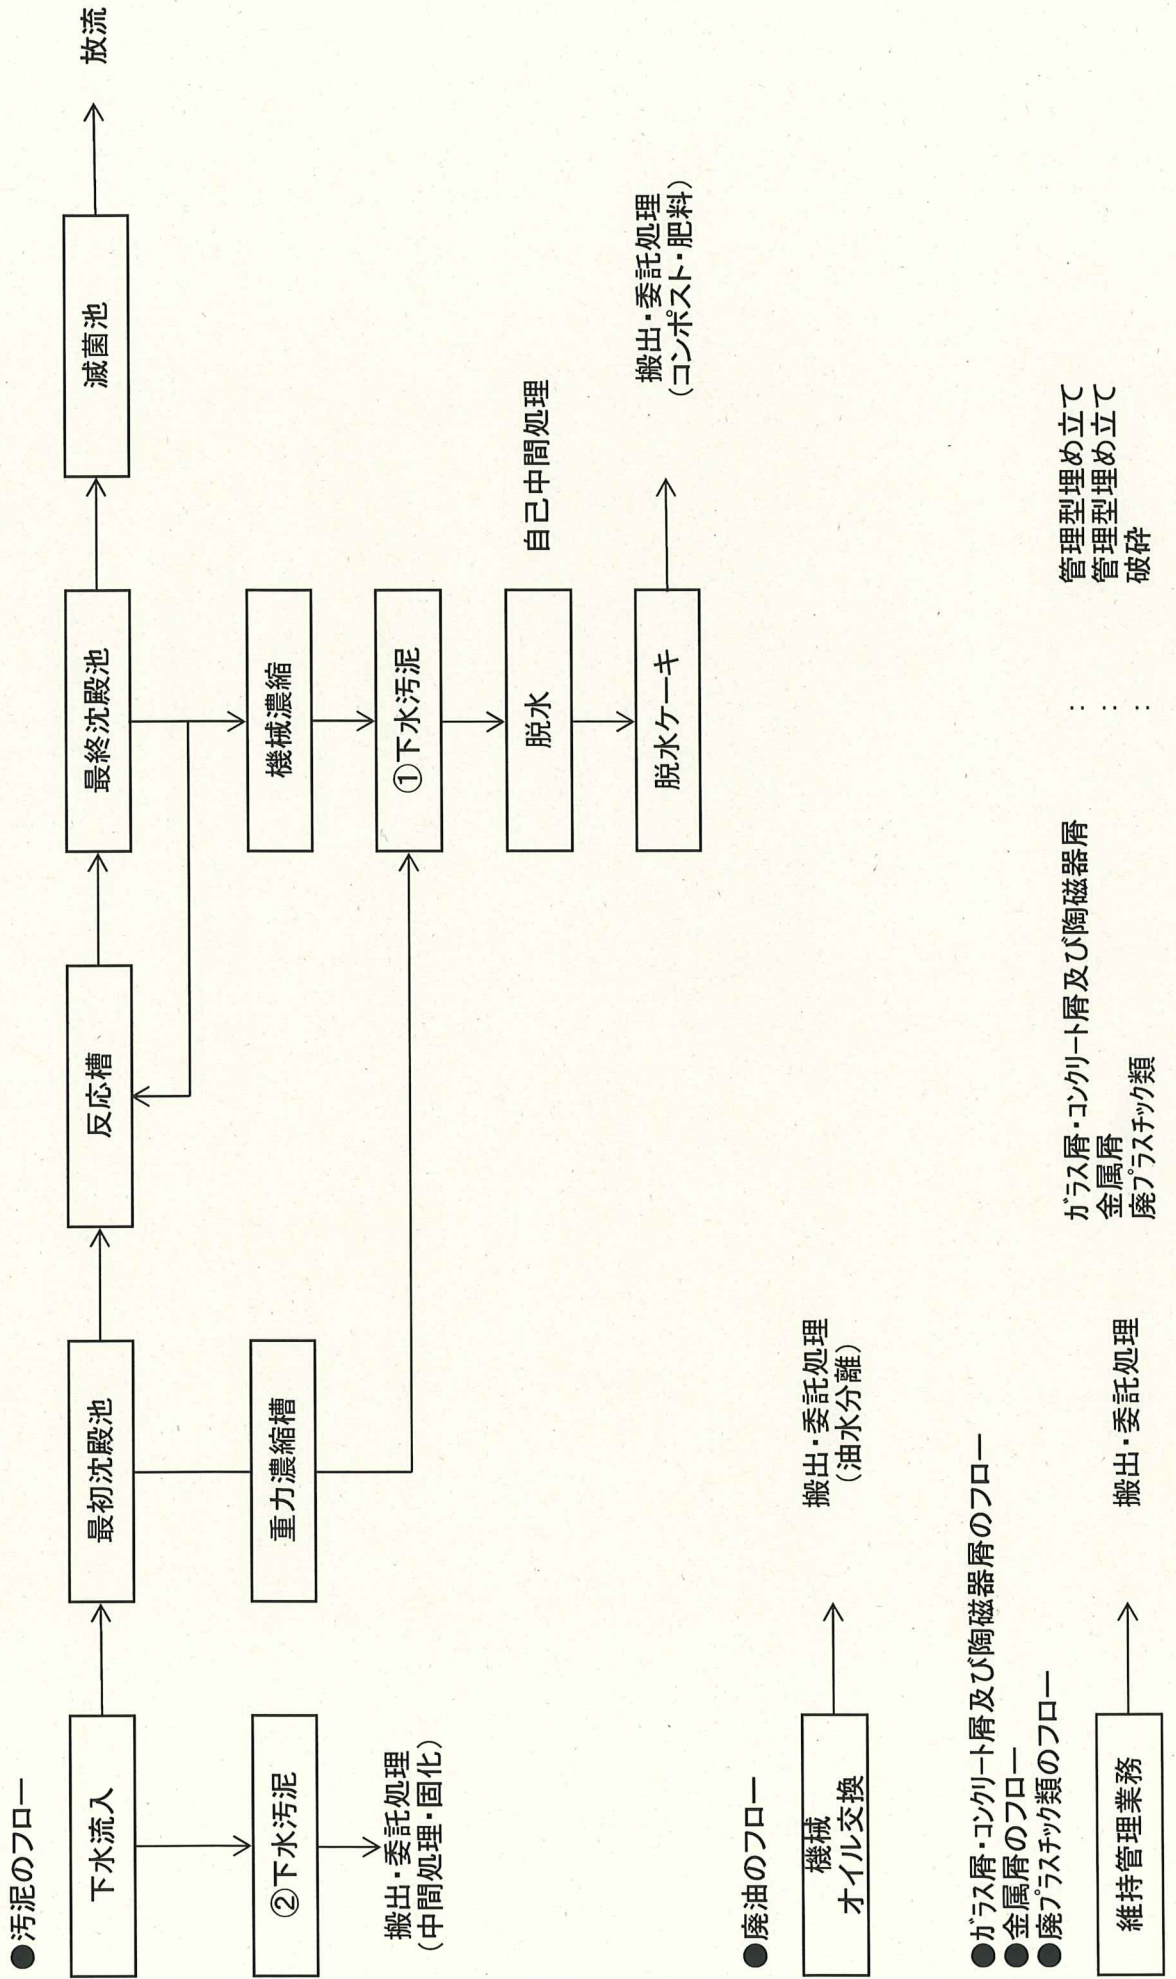 ●汚泥のフロー
下水流入
最初沈殿池
反応槽
最終沈殿池
滅菌池
放流
②下水汚泥
重力濃縮槽
機械濃縮
搬出・委託処理
(中間処理・固化)
①下水汚泥
脱水
自己中間処理
脱水ケーキ
搬出・委託処理
(コンポスト・肥料)
●廃油のフロー
機械
オイル交換
搬出・委託処理
(油水分離)
●ガラス屑・コンクリート屑及び陶磁器屑のフロー
●金属屑のフロー
●廃プラスチック類のフロー
維持管理業務
搬出・委託処理
ガラス屑・コンクリート屑及び陶磁器屑 : 管理型埋め立て
金属屑 : 管理型埋め立て
廃プラスチック類 : 破砕